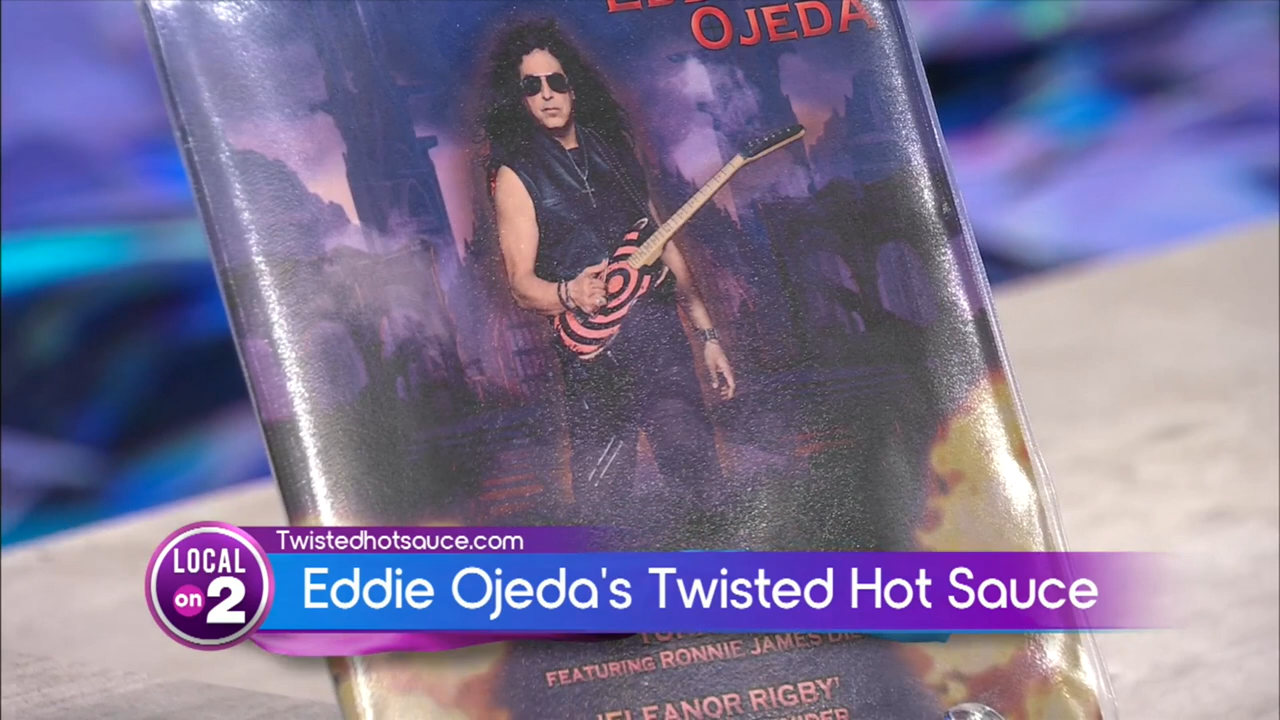 OJEDA
LOCAL
on 2
Twistedhotsauce.com
Eddie Ojeda's Twisted Hot Sauce
FEATURING RONNIE JAMES
'ELEANOR RIGBY'